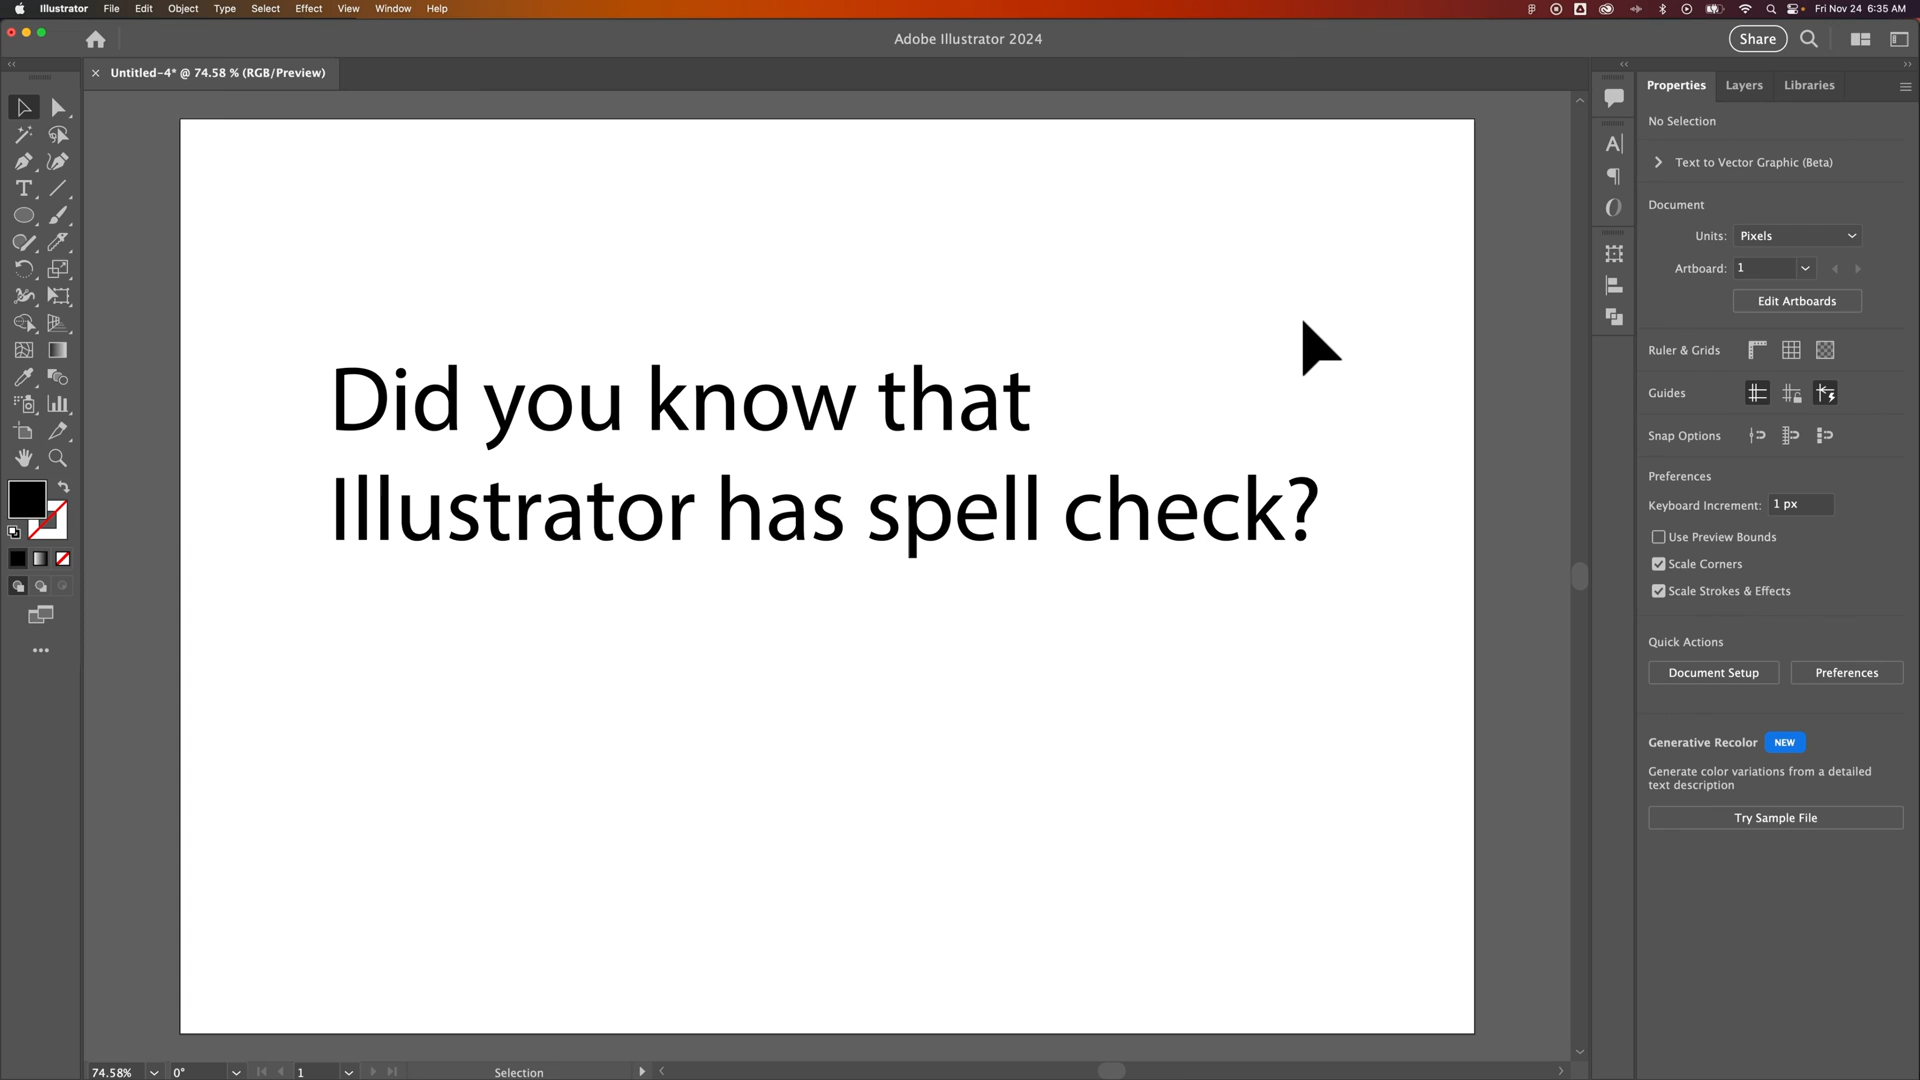 Illustrator File Edit Object Type Select Effect View Window Help
Fri Nov 24 6:35 AM
Adobe Illustrator 2024
Share
Untitled-4* @ 74.58 % (RGB/Preview)
Properties Layers Libraries
No Selection
Text to Vector Graphic (Beta)
Document
Units: Pixels
Artboard: 1
Edit Artboards
Ruler & Grids
Guides
Snap Options
Preferences
Keyboard Increment: 1 px
Use Preview Bounds
Scale Corners
Scale Strokes & Effects
Quick Actions
Document Setup Preferences
Generative Recolor NEW
Generate color variations from a detailed
text description
Try Sample File
Did you know that
Illustrator has spell check?
74.58% 0° 1 Selection